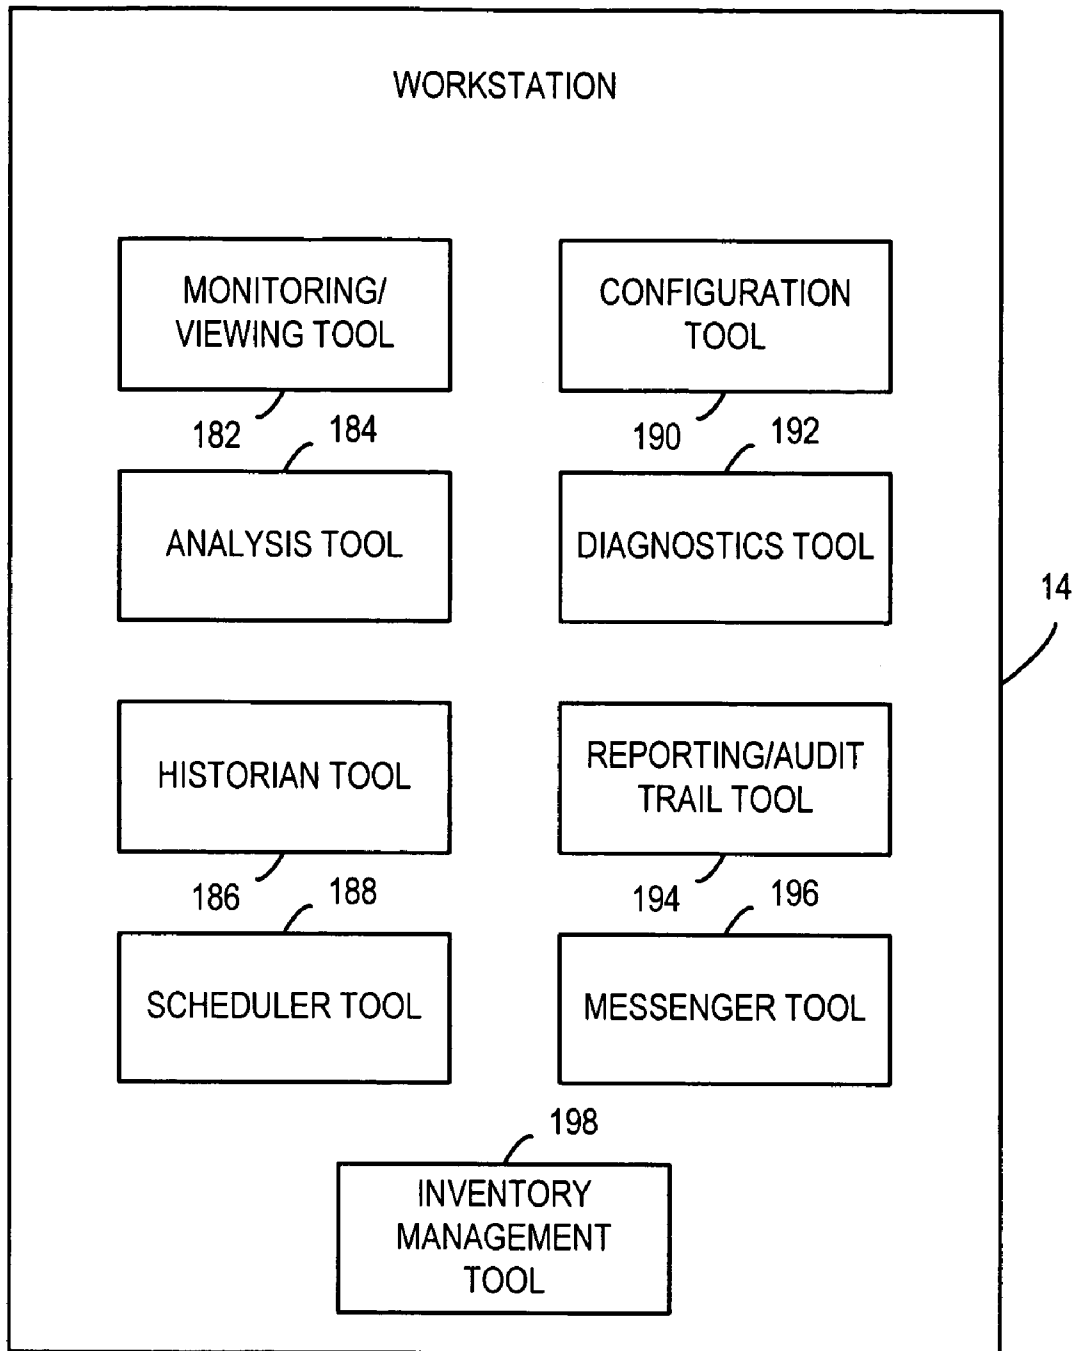 WORKSTATION
MONITORING/
VIEWING TOOL
CONFIGURATION
TOOL
182
184
190
192
ANALYSIS TOOL
DIAGNOSTICS TOOL
14
HISTORIAN TOOL
REPORTING/AUDIT
TRAIL TOOL
186
188
194
196
SCHEDULER TOOL
MESSENGER TOOL
198
INVENTORY
MANAGEMENT
TOOL